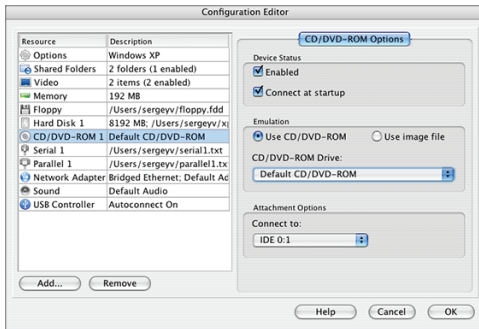 Configuration Editor
Resource Description
Options Windows XP
Shared Folders 2 folders (1 enabled)
Video 2 items (2 enabled)
Memory 192 MB
Floppy /Users/sergeyv/floppy.fdd
Hard Disk 1 8192 MB; /Users/sergeyv/xp
CD/DVD-ROM 1 Default CD/DVD-ROM
Serial 1 /Users/sergeyv/serial1.txt
Parallel 1 /Users/sergeyv/parallel1.tx
Network Adapter Bridged Ethernet; Default Ad
Sound Default Audio
USB Controller Autoconnect On
Add... Remove
CD/DVD-ROM Options
Device Status
Enabled
Connect at startup
Emulation
Use CD/DVD-ROM Use image file
CD/DVD-ROM Drive:
Default CD/DVD-ROM
Attachment Options
Connect to:
IDE 0:1
Help Cancel OK